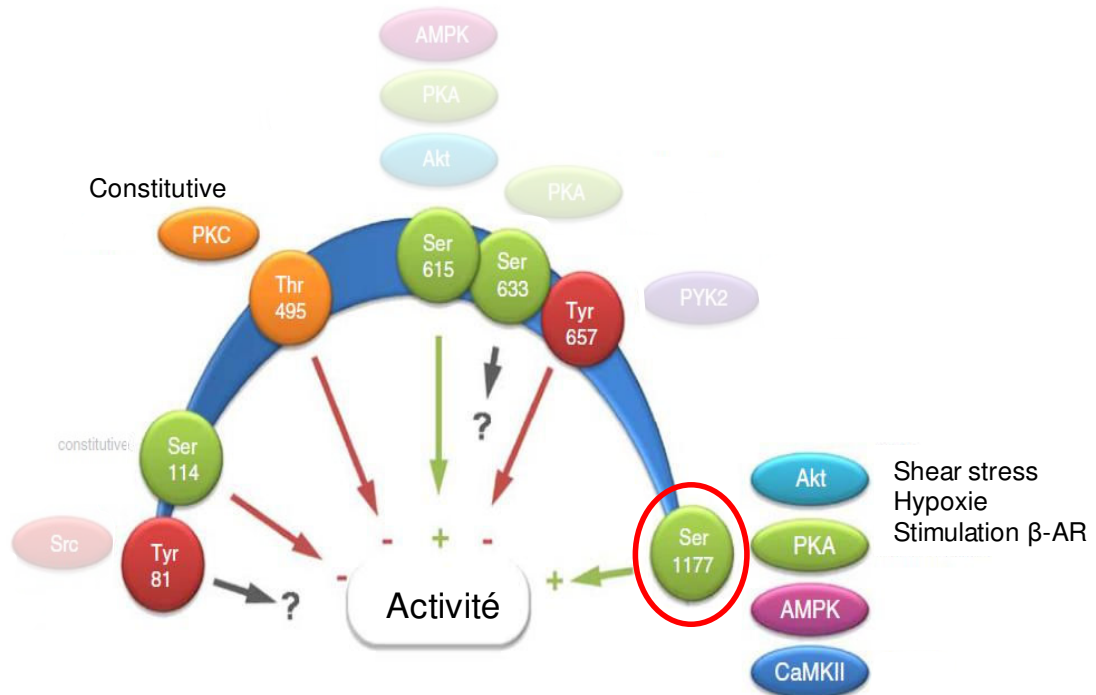 AMPK
PKA
Akt
PKA
Constitutive
PKC
Ser
615
Ser
633
Thr
495
Tyr
657
PYK2
?
constitutive
Ser
114
Src
Tyr
81
?
-
-
+
-
+
Activité
Ser
1177
Akt
PKA
AMPK
CaMKII
Shear stress
Hypoxie
Stimulation β-AR